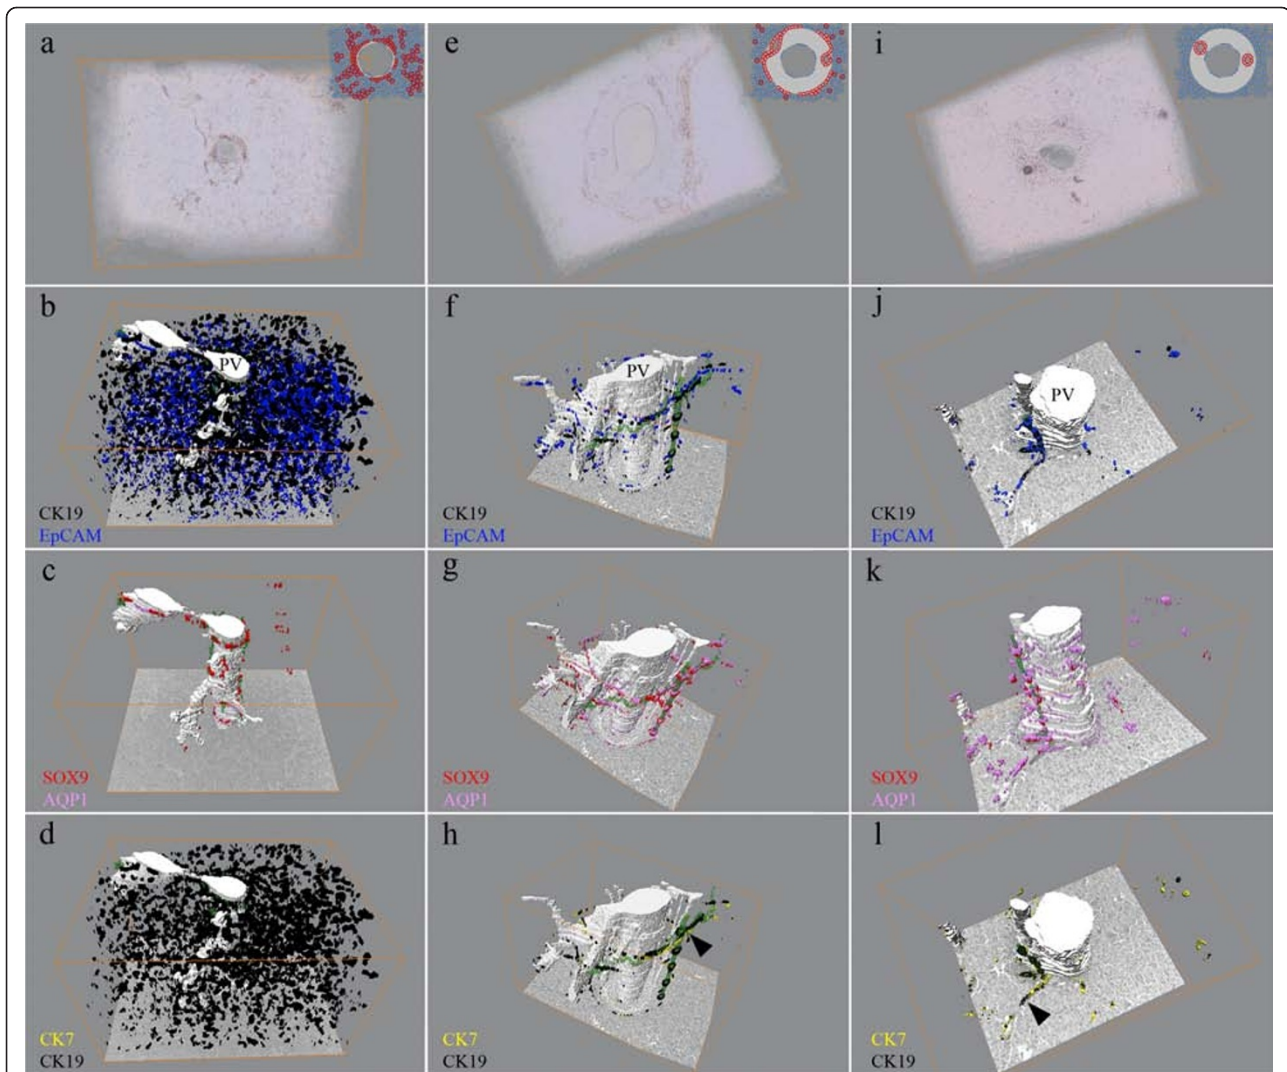 a
e
i
b
PV
CK19
EpCAM
f
PV
CK19
EpCAM
j
PV
CK19
EpCAM
c
SOX9
AQP1
g
SOX9
AQP1
k
SOX9
AQP1
d
CK7
CK19
h
CK7
CK19
l
CK7
CK19